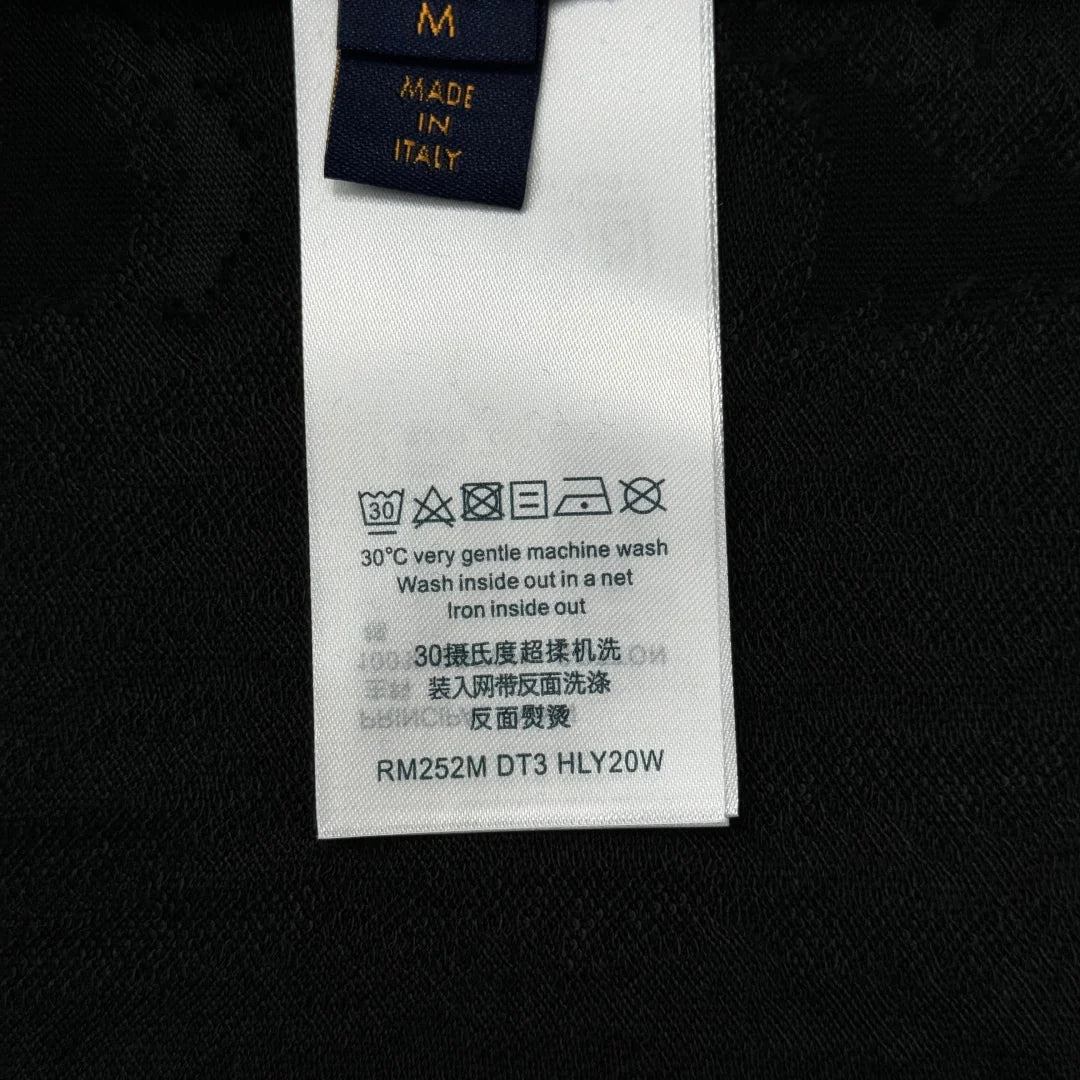 M
MADE
IN
ITALY
30
30°C very gentle machine wash
Wash inside out in a net
Iron inside out
30摄氏度超揉机洗
装入网带反面洗涤
反面熨烫
RM252M DT3 HLY20W